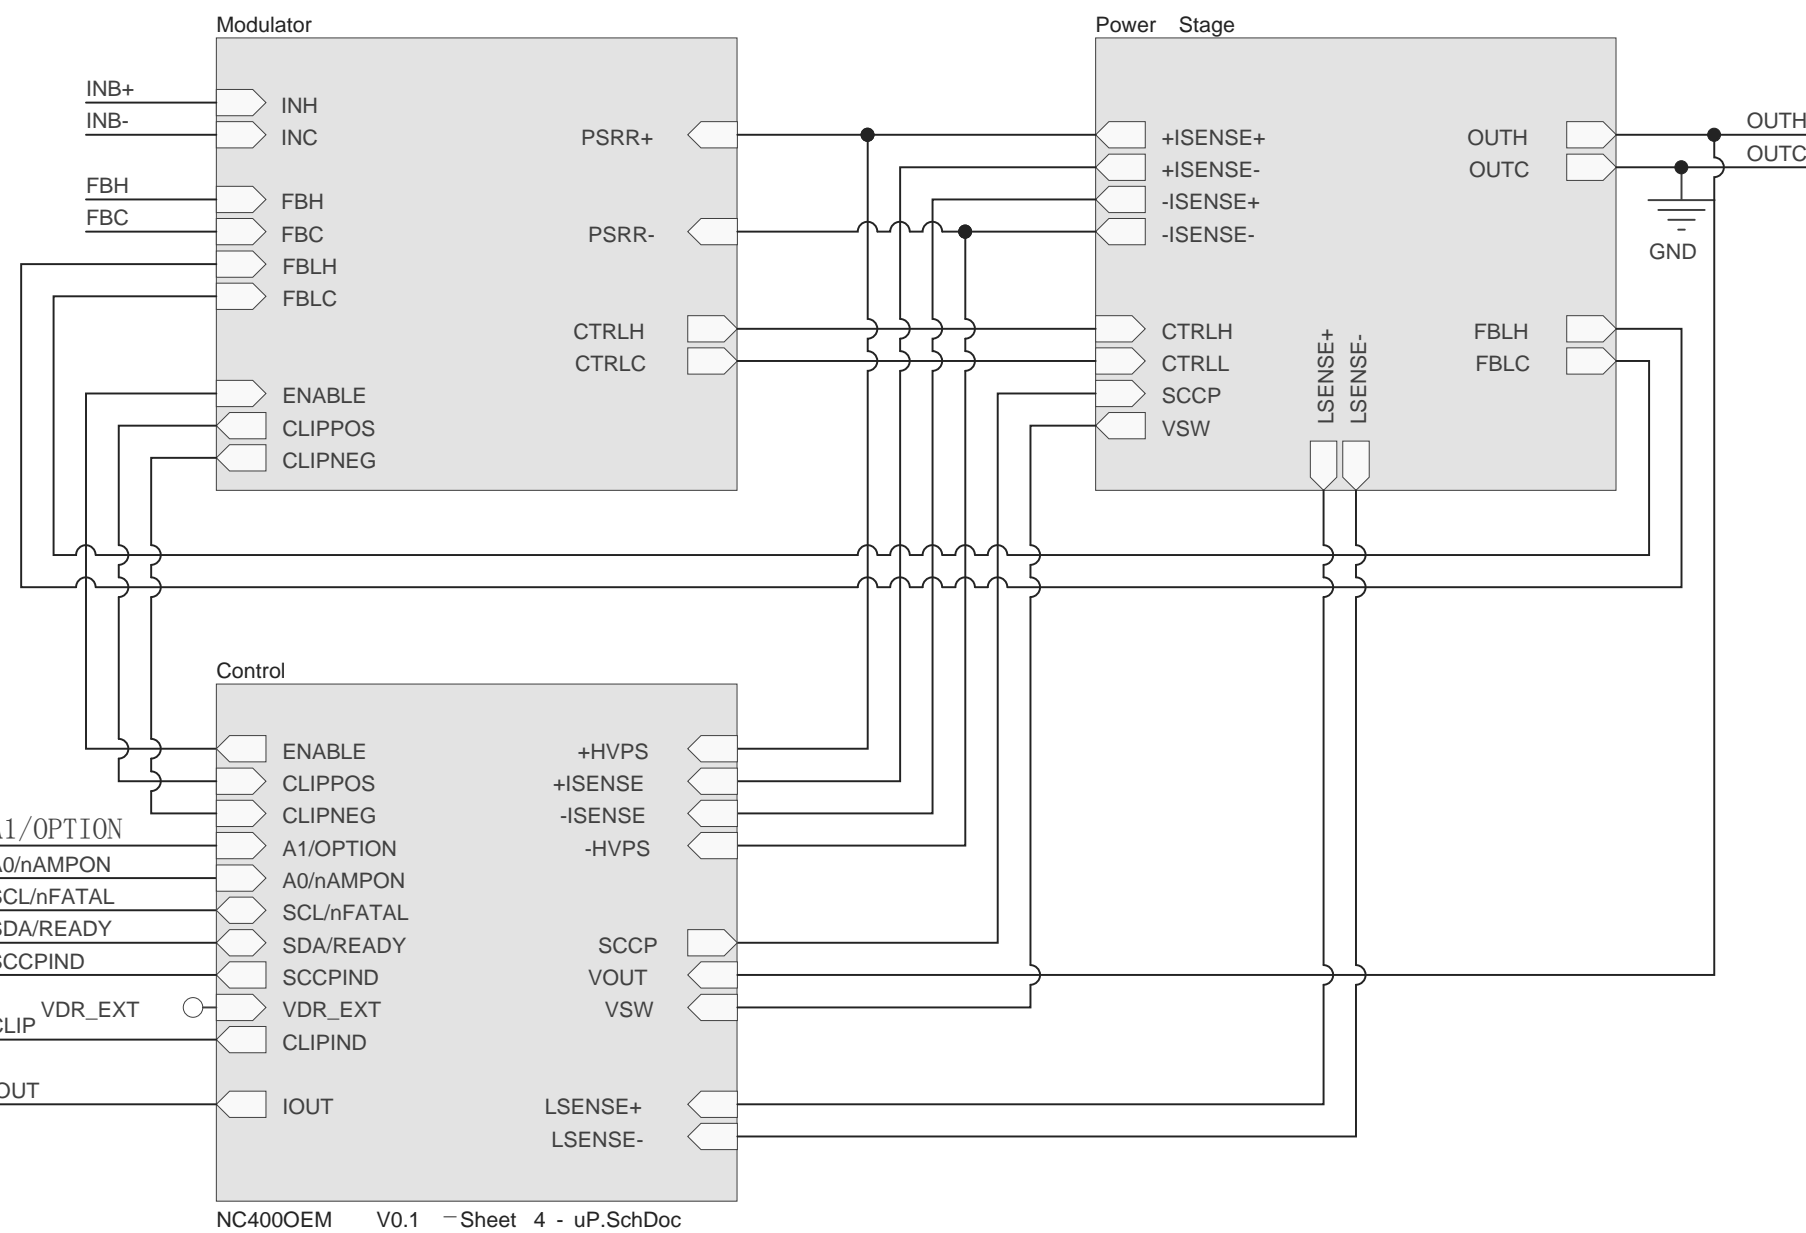 Modulator
Power Stage
INB+
INB-
FBH
FBC
INH
INC
FBH
FBC
FBLH
FBLC
ENABLE
CLIPPOS
CLIPNEG
PSRR+
PSRR-
CTRLH
CTRLC
+ISENSE+
+ISENSE-
-ISENSE+
-ISENSE-
CTRLH
CTRLL
SCCP
VSW
LSENSE+
LSENSE-
OUTH
OUTC
FBLH
FBLC
OUTH
OUTC
GND
Control
ENABLE
CLIPPOS
CLIPNEG
A1/OPTION
A0/nAMPON
SCL/nFATAL
SDA/READY
SCCPIND
VDR_EXT
CLIPIND
IOUT
+HVPS
+ISENSE
-ISENSE
-HVPS
SCCP
VOUT
VSW
LSENSE+
LSENSE-
A1/OPTION
A0/nAMPON
SCL/nFATAL
SDA/READY
SCCPIND
VDR_EXT
CLIP
OUT
NC400OEM V0.1 —Sheet 4 - uP.SchDoc